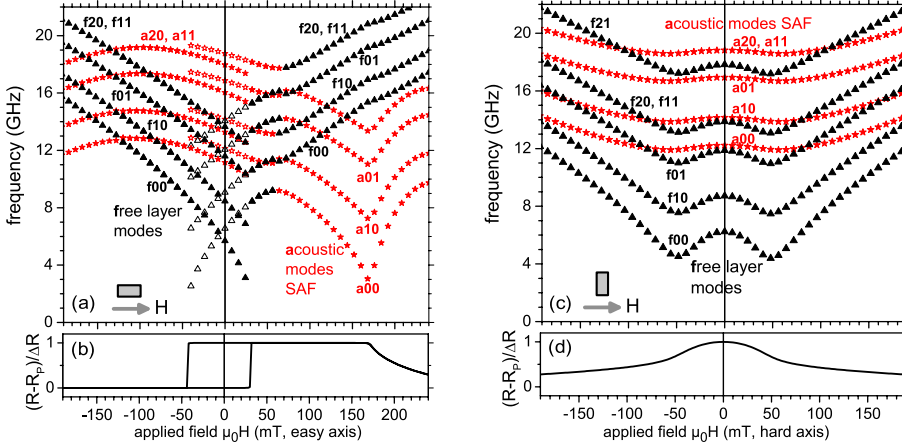 frequency (GHz)
20
16
12
8
4
0
a20, a11
f20, f11
f01
f10
f00
free layer
modes
acoustic
modes
SAF
f20, f11
f01
f10
f00
a01
a10
a00
(a)
H
(b)
(R-R_P)/ΔR
1
0
-150 -100 -50 0 50 100 150 200
applied field μ₀H (mT, easy axis)
frequency (GHz)
20
16
12
8
4
0
f21
acoustic modes SAF
a20, a11
a01
f20, f11
a10
a00
f01
f10
f00
free layer
modes
(c)
H
(d)
(R-R_P)/ΔR
1
0
-150 -100 -50 0 50 100 150
applied field μ₀H (mT, hard axis)